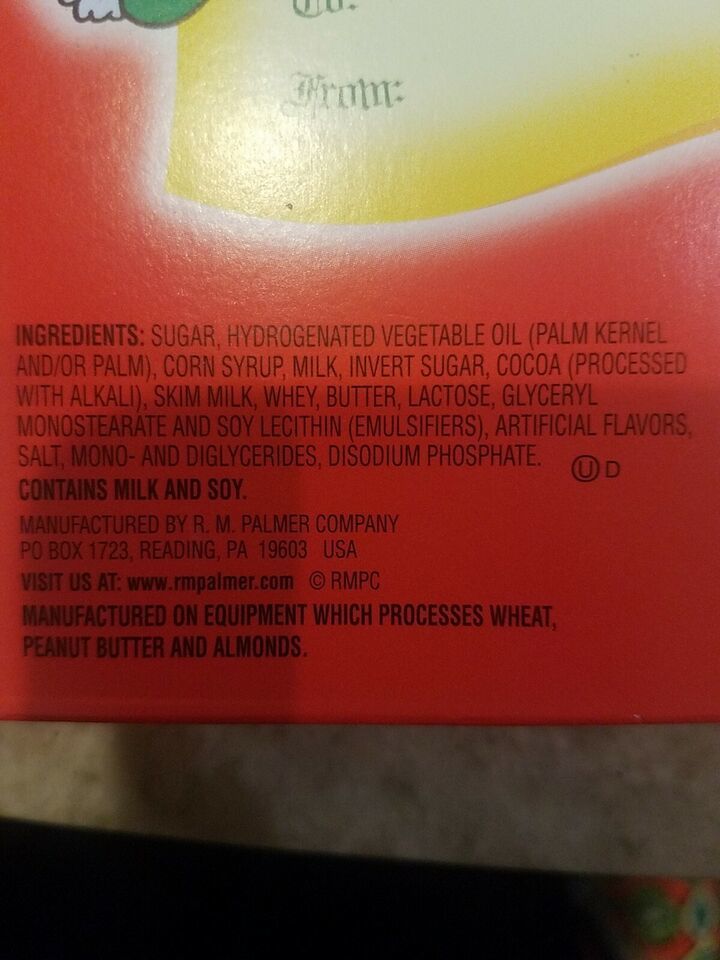 To:
From:
INGREDIENTS: SUGAR, HYDROGENATED VEGETABLE OIL (PALM KERNEL
AND/OR PALM), CORN SYRUP, MILK, INVERT SUGAR, COCOA (PROCESSED
WITH ALKALI), SKIM MILK, WHEY, BUTTER, LACTOSE, GLYCERYL
MONOSTEARATE AND SOY LECITHIN (EMULSIFIERS), ARTIFICIAL FLAVORS,
SALT, MONO- AND DIGLYCERIDES, DISODIUM PHOSPHATE. Ⓤ D
CONTAINS MILK AND SOY.
MANUFACTURED BY R. M. PALMER COMPANY
PO BOX 1723, READING, PA 19603 USA
VISIT US AT: www.rmpalmer.com © RMPC
MANUFACTURED ON EQUIPMENT WHICH PROCESSES WHEAT,
PEANUT BUTTER AND ALMONDS.